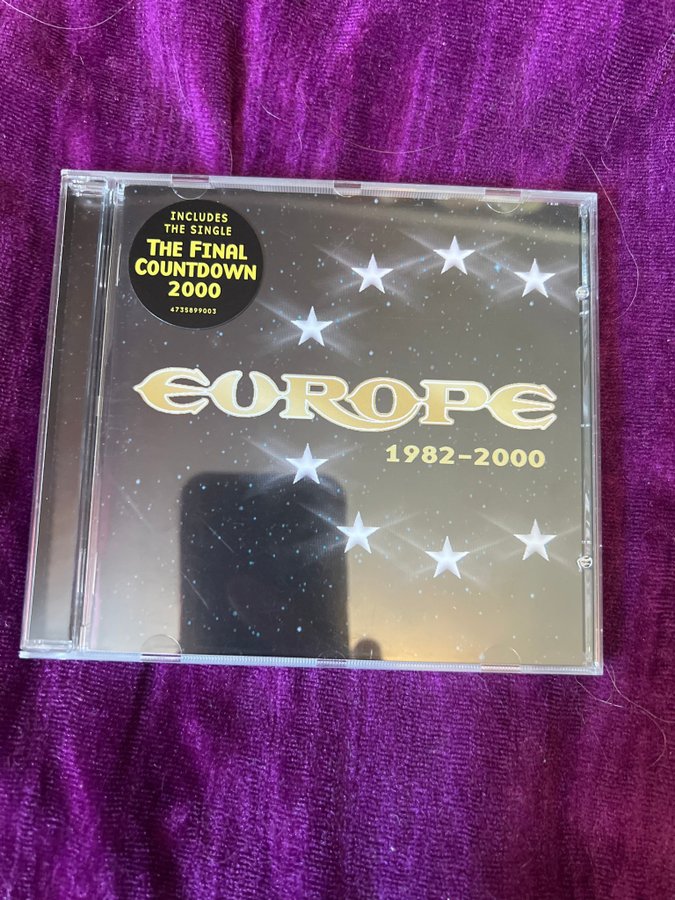 INCLUDES
THE SINGLE
THE FINAL
COUNTDOWN
2000
4735899003
EUROPE
1982-2000